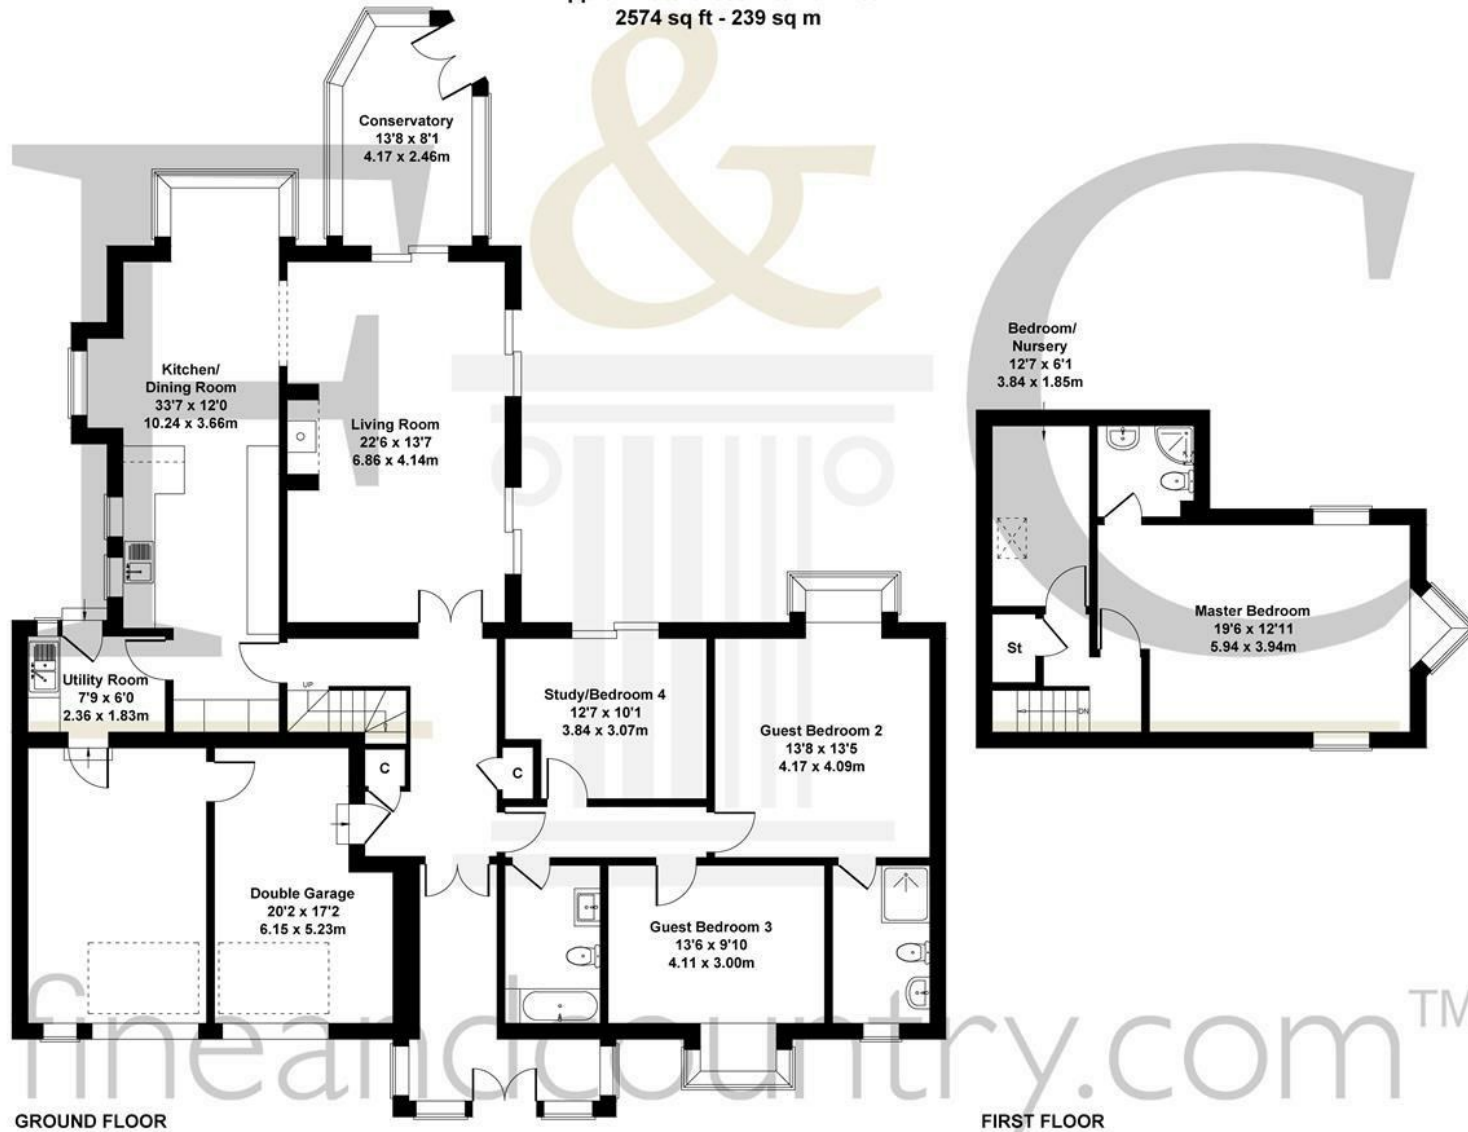 2574 sq ft - 239 sq m
Conservatory
13'8 x 8'1
4.17 x 2.46m
Kitchen/
Dining Room
33'7 x 12'0
10.24 x 3.66m
Living Room
22'6 x 13'7
6.86 x 4.14m
Utility Room
7'9 x 6'0
2.36 x 1.83m
UP
Study/Bedroom 4
12'7 x 10'1
3.84 x 3.07m
Guest Bedroom 2
13'8 x 13'5
4.17 x 4.09m
C
C
Double Garage
20'2 x 17'2
6.15 x 5.23m
Guest Bedroom 3
13'6 x 9'10
4.11 x 3.00m
GROUND FLOOR
Bedroom/
Nursery
12'7 x 6'1
3.84 x 1.85m
Master Bedroom
19'6 x 12'11
5.94 x 3.94m
St
DN
FIRST FLOOR
F&C
fineandcountry.com™